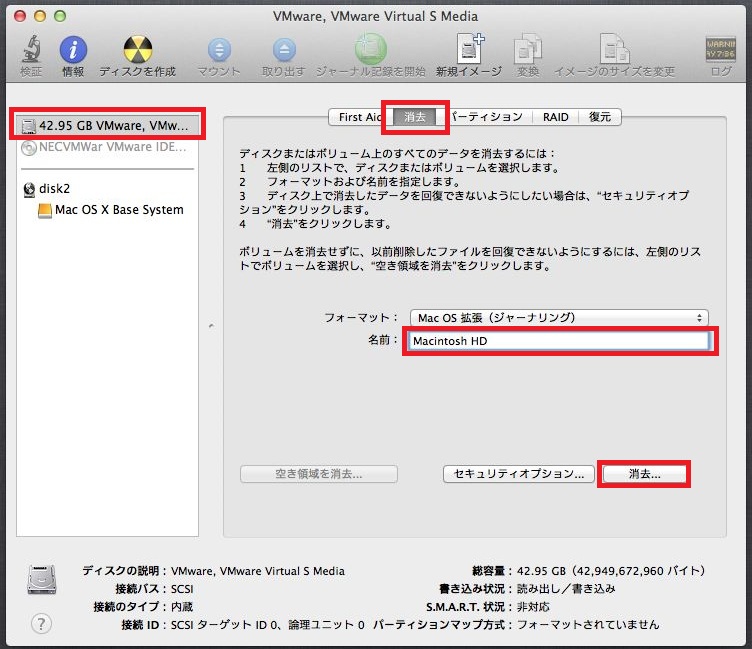 VMware, VMware Virtual S Media
検証 情報 ディスクを作成 マウント 取り出す ジャーナル記録を開始 新規イメージ 変換 イメージのサイズを変更 ログ
42.95 GB VMware, VMw...
NECVMWar VMware IDE...
disk2
Mac OS X Base System
First Aid 消去 パーティション RAID 復元
ディスクまたはボリューム上のすべてのデータを消去するには：
1 左側のリストで、ディスクまたはボリュームを選択します。
2 フォーマットおよび名前を指定します。
3 ディスク上で消去したデータを回復できないようにしたい場合は、“セキュリティオプ
ション”をクリックします。
4 “消去”をクリックします。
ボリュームを消去せずに、以前削除したファイルを回復できないようにするには、左側のリス
トでボリュームを選択し、“空き領域を消去”をクリックします。
フォーマット： Mac OS 拡張（ジャーナリング）
名前： Macintosh HD
空き領域を消去... セキュリティオプション... 消去...
ディスクの説明： VMware, VMware Virtual S Media
接続バス： SCSI
接続のタイプ： 内蔵
接続 ID： SCSI ターゲット ID 0、論理ユニット 0
総容量： 42.95 GB（42,949,672,960 バイト）
書き込み状況： 読み出し／書き込み
S.M.A.R.T. 状況： 非対応
パーティションマップ方式： フォーマットされていません
?